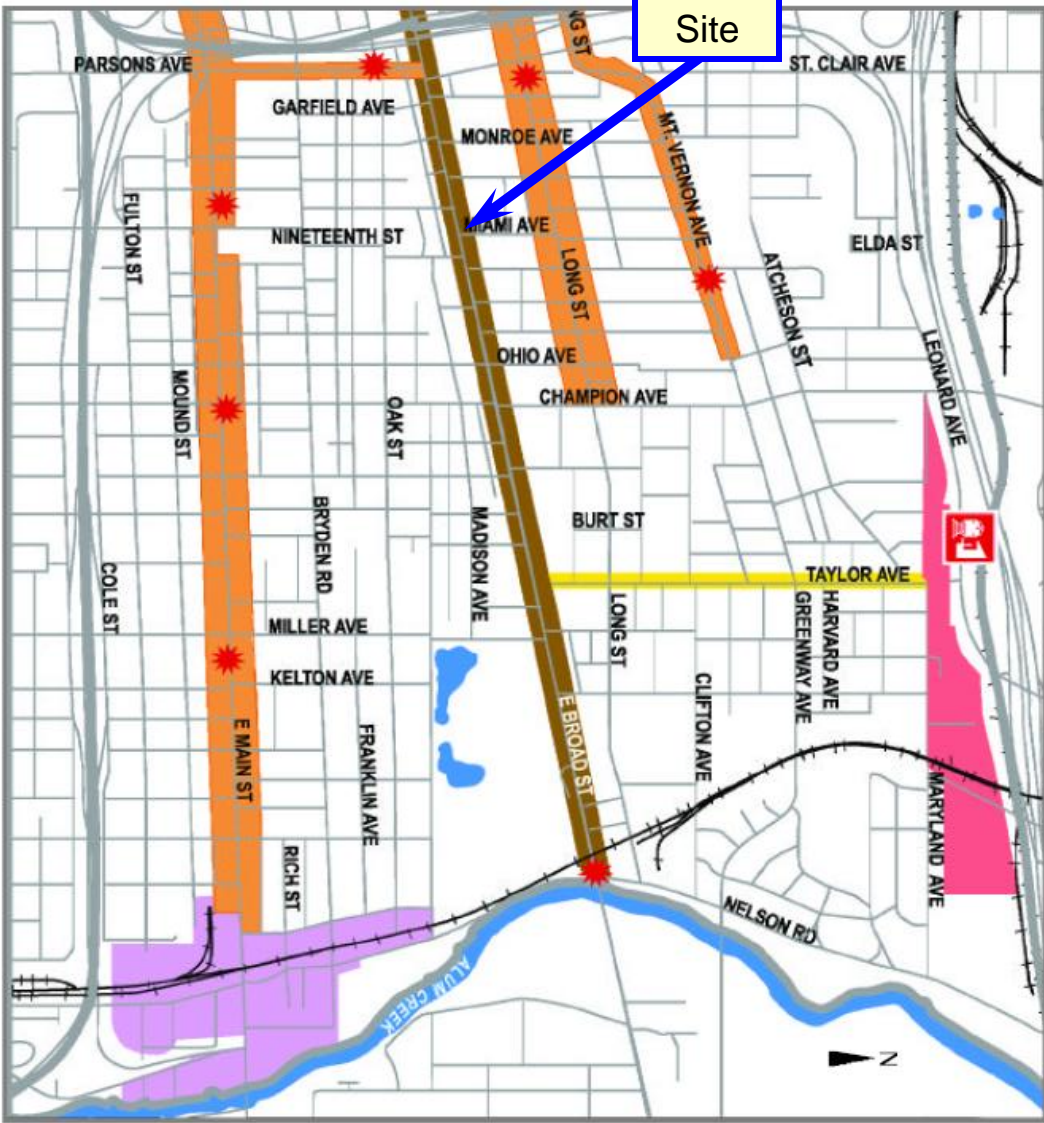 Site
NG ST
PARSONS AVE
ST. CLAIR AVE
GARFIELD AVE
MONROE AVE
MT. VERNON AVE
FULTON ST
MIAMI AVE
NINETEENTH ST
ELDA ST
LONG ST
ATCHESON ST
OHIO AVE
LEONARD AVE
CHAMPION AVE
MOUND ST
OAK ST
BRYDEN RD
MADISON AVE
BURT ST
COLE ST
TAYLOR AVE
MILLER AVE
LONG ST
GREENWAY AVE
HARVARD AVE
KELTON AVE
CLIFTON AVE
E BROAD ST
E MAIN ST
FRANKLIN AVE
MARYLAND AVE
RICH ST
NELSON RD
ALUM CREEK
N